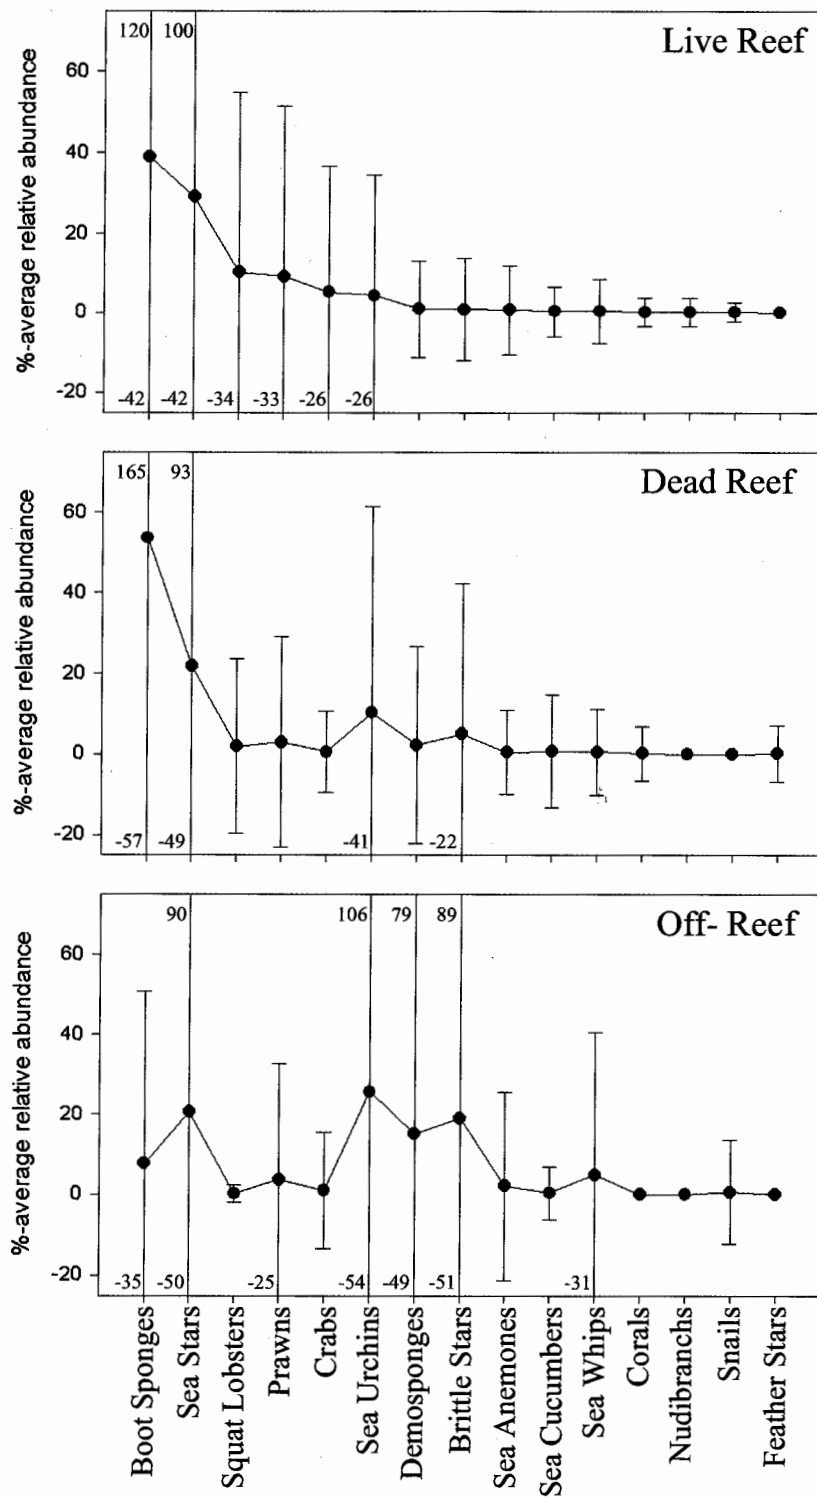 120 100 Live Reef
60
40
20
0
-20
-42 -42 -34 -33 -26 -26
%-average relative abundance
165 93 Dead Reef
60
40
20
0
-20
-57 -49 -41 -22
%-average relative abundance
90 106 79 89 Off- Reef
60
40
20
0
-20
-35 -50 -25 -54 -49 -51 -31
%-average relative abundance
Boot Sponges
Sea Stars
Squat Lobsters
Prawns
Crabs
Sea Urchins
Demosponges
Brittle Stars
Sea Anemones
Sea Cucumbers
Sea Whips
Corals
Nudibranchs
Snails
Feather Stars